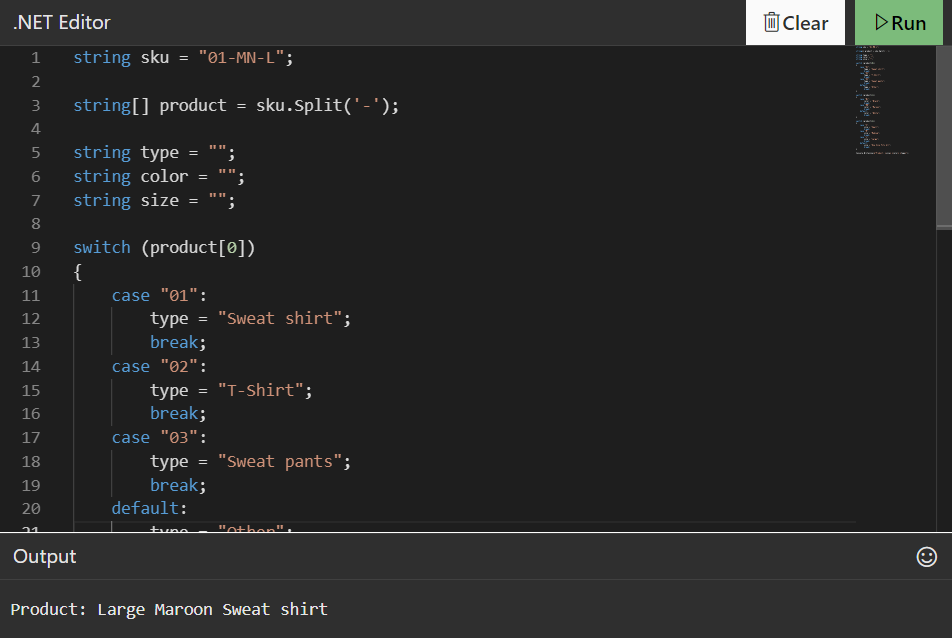 .NET Editor
Clear
Run
1 string sku = "01-MN-L";
2
3 string[] product = sku.Split('-');
4
5 string type = "";
6 string color = "";
7 string size = "";
8
9 switch (product[0])
10 {
11 case "01":
12 type = "Sweat shirt";
13 break;
14 case "02":
15 type = "T-Shirt";
16 break;
17 case "03":
18 type = "Sweat pants";
19 break;
20 default:
21 type = "Other";
Output
Product: Large Maroon Sweat shirt